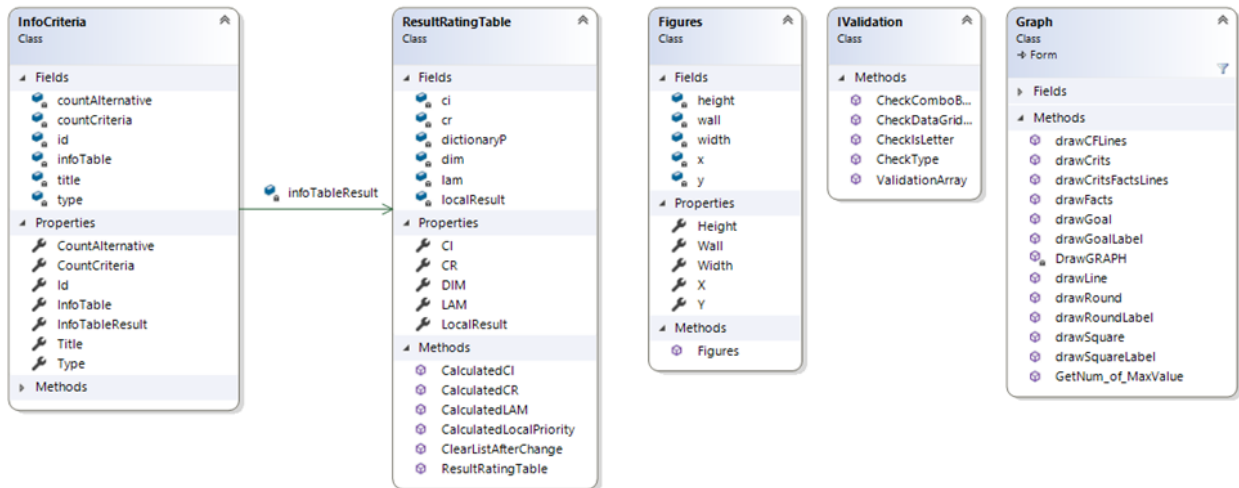 InfoCriteria
Class
Fields
countAlternative
countCriteria
id
infoTable
title
type
Properties
CountAlternative
CountCriteria
Id
InfoTable
InfoTableResult
Title
Type
Methods
infoTableResult
ResultRatingTable
Class
Fields
ci
cr
dictionaryP
dim
lam
localResult
Properties
CI
CR
DIM
LAM
LocalResult
Methods
CalculatedCI
CalculatedCR
CalculatedLAM
CalculatedLocalPriority
ClearListAfterChange
ResultRatingTable
Figures
Class
Fields
height
wall
width
x
y
Properties
Height
Wall
Width
X
Y
Methods
Figures
IValidation
Class
Methods
CheckComboB...
CheckDataGrid...
CheckIsLetter
CheckType
ValidationArray
Graph
Class
Form
Fields
Methods
drawCFLines
drawCrits
drawCritsFactsLines
drawFacts
drawGoal
drawGoalLabel
DrawGRAPH
drawLine
drawRound
drawRoundLabel
drawSquare
drawSquareLabel
GetNum_of_MaxValue